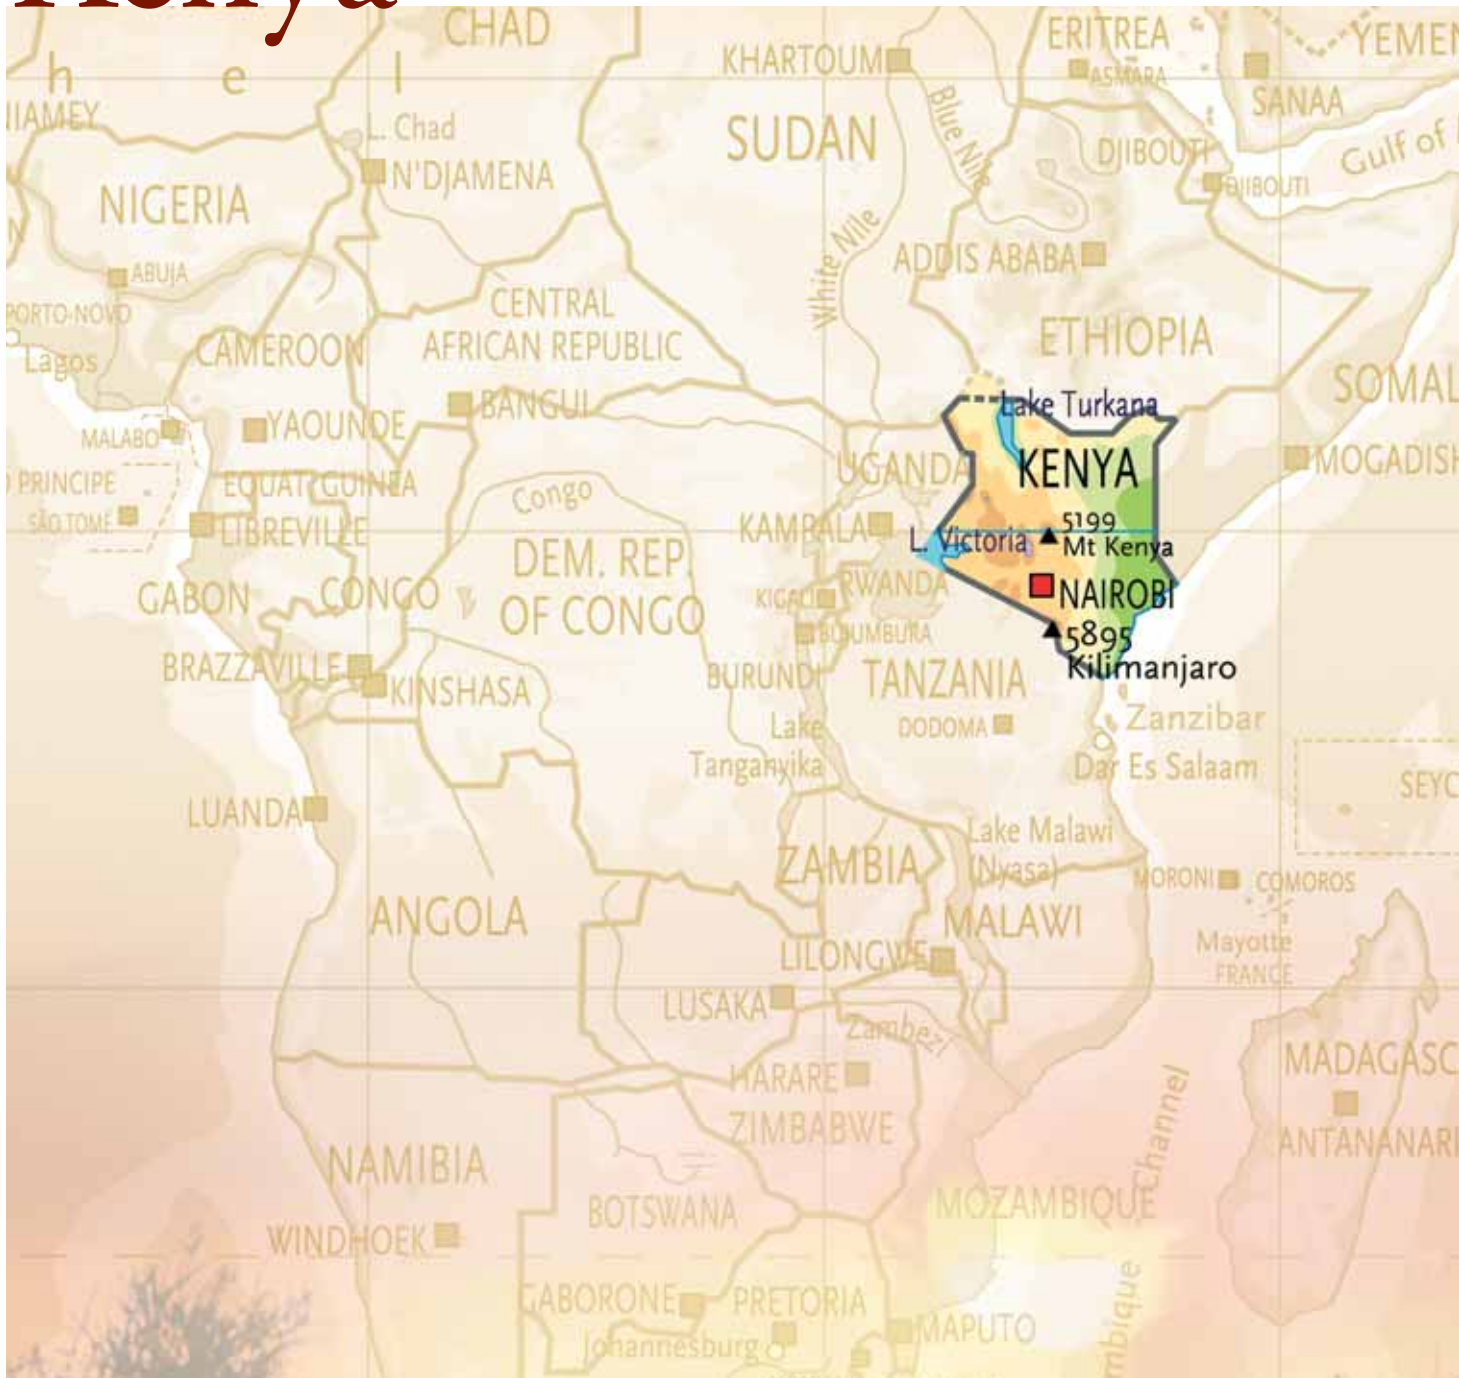 Kenya
CHAD
KHARTOUM
ERITREA
ASMARA
YEMEN
h e l
SANAA
NIAMEY
L. Chad
SUDAN
Blue Nile
DJIBOUTI
Gulf of
N'DJAMENA
DJIBOUTI
NIGERIA
White Nile
ADDIS ABABA
ABUJA
CENTRAL
AFRICAN REPUBLIC
PORTO-NOVO
ETHIOPIA
Lagos
CAMEROON
SOMAL
Lake Turkana
BANGUI
MALABO
YAOUNDE
UGANDA
KENYA
MOGADISH
PRINCIPE
EQUAT. GUINEA
Congo
SÃO TOMÉ
LIBREVILLE
KAMPALA
L. Victoria
5199
Mt Kenya
DEM. REP.
OF CONGO
GABON
CONGO
KIGALI
RWANDA
NAIROBI
BUJUMBURA
5895
Kilimanjaro
BRAZZAVILLE
KINSHASA
BURUNDI
TANZANIA
DODOMA
Zanzibar
Lake
Tanganyika
Dar Es Salaam
SEYC
LUANDA
Lake Malawi
(Nyasa)
ZAMBIA
MORONI
COMOROS
ANGOLA
MALAWI
Mayotte
FRANCE
LILONGWE
LUSAKA
Zambezi
HARARE
MADAGASC
ZIMBABWE
Channel
ANTANANARI
NAMIBIA
BOTSWANA
MOZAMBIQUE
WINDHOEK
GABORONE
PRETORIA
mbique
Johannesburg
MAPUTO